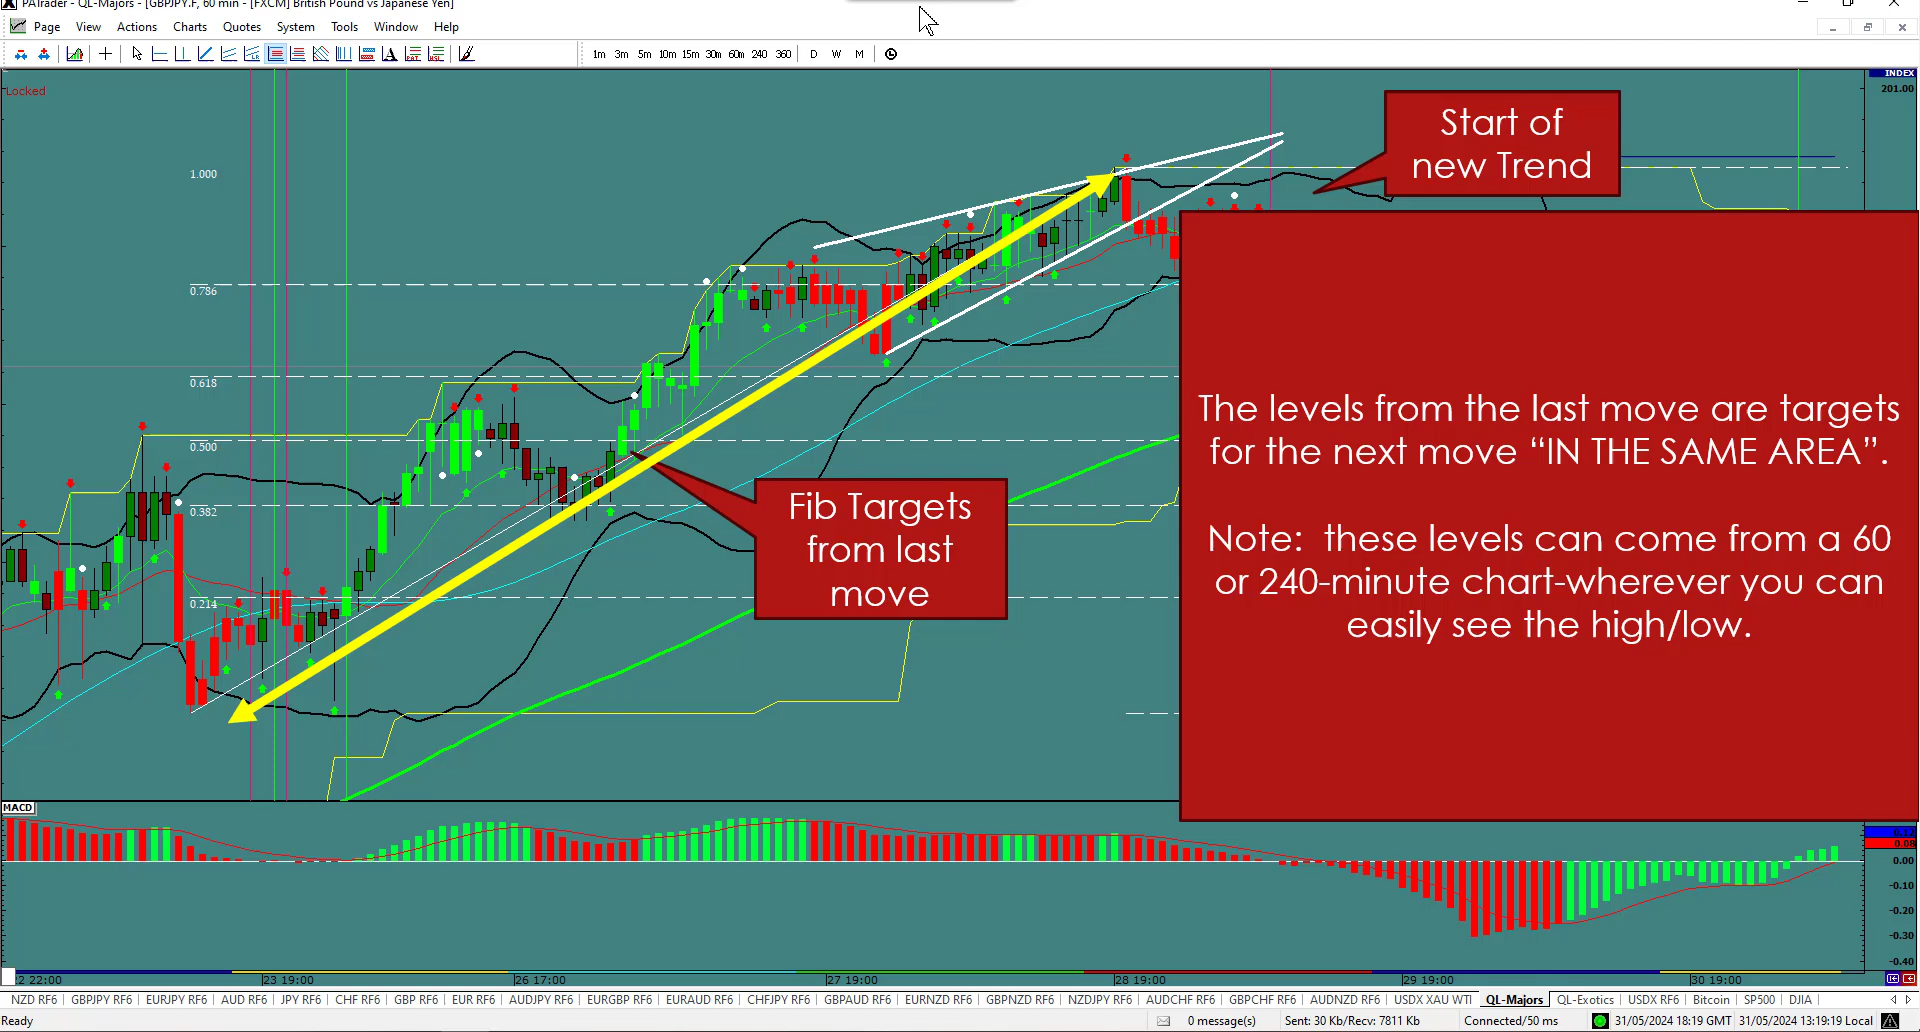 PATrader - QL-Majors - [GBPJPY.F, 60 min - [FXCM] British Pound vs Japanese Yen]
Page View Actions Charts Quotes System Tools Window Help
1m 3m 5m 10m 15m 30m 60m 240 360 D W M
INDEX
Locked
201.00
Start of
new Trend
1.000
0.786
0.618
0.500
0.382
0.214
Fib Targets
from last
move
The levels from the last move are targets
for the next move “IN THE SAME AREA”.
Note: these levels can come from a 60
or 240-minute chart-wherever you can
easily see the high/low.
MACD
0.12
0.08
0.00
-0.10
-0.20
-0.30
-0.40
22:00 23 19:00 26 17:00 27 19:00 28 19:00 29 19:00 30 19:00
NZD RF6 GBPJPY RF6 EURJPY RF6 AUD RF6 JPY RF6 CHF RF6 GBP RF6 EUR RF6 AUDJPY RF6 EURGBP RF6 EURAUD RF6 CHFJPY RF6 GBPAUD RF6 EURNZD RF6 GBPNZD RF6 NZDJPY RF6 AUDCHF RF6 GBPCHF RF6 AUDNZD RF6 USDX XAU WTI QL-Majors QL-Exotics USDX RF6 Bitcoin SP500 DJIA
Ready 0 message(s) Sent: 30 Kb/Recv: 7811 Kb Connected/50 ms 31/05/2024 18:19 GMT 31/05/2024 13:19:19 Local